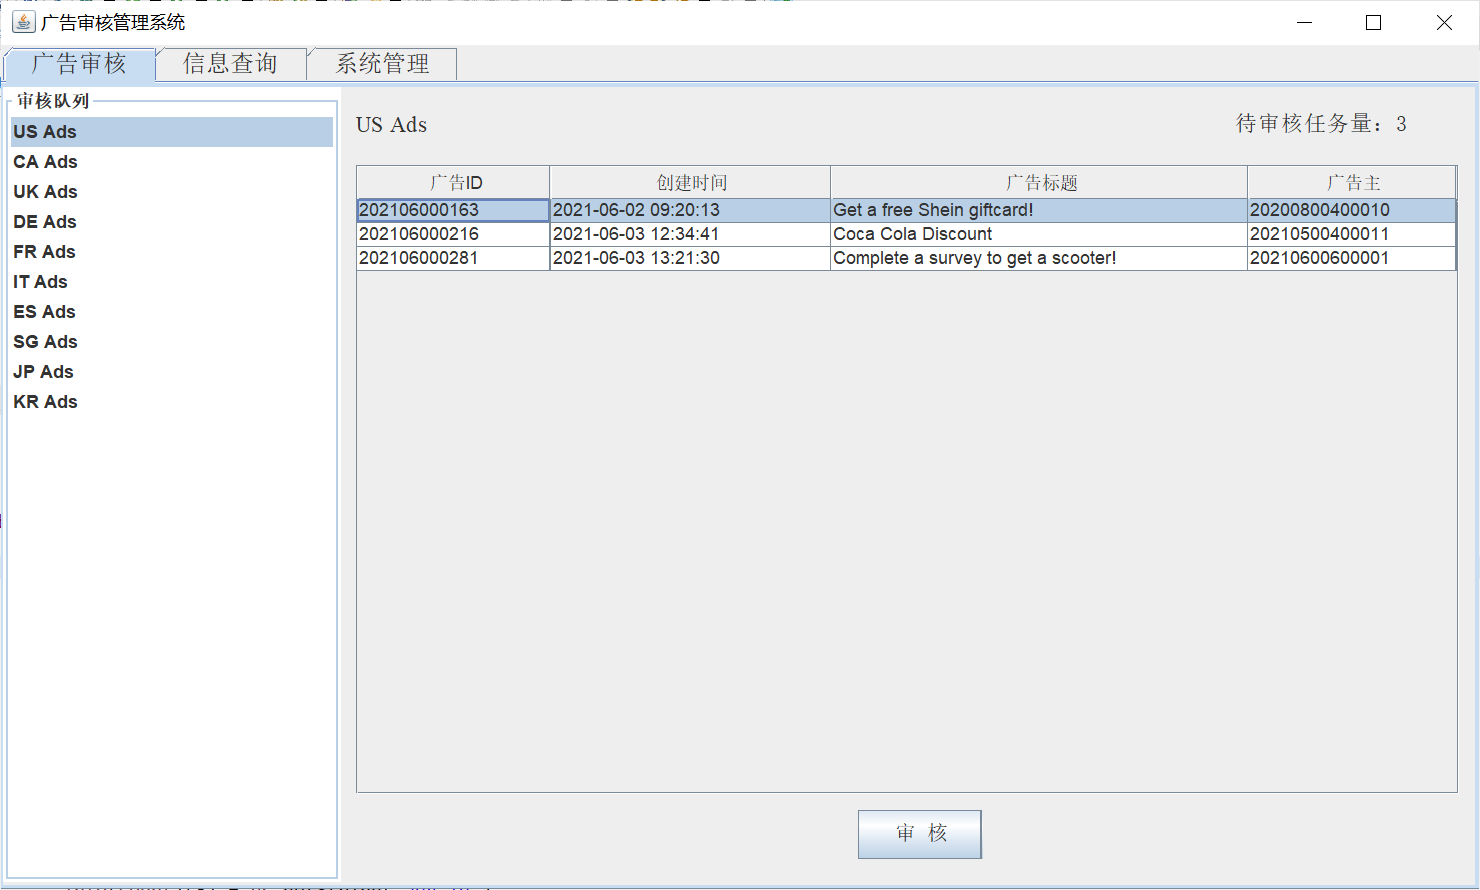 广告审核管理系统
广告审核 信息查询 系统管理
审核队列
US Ads
CA Ads
UK Ads
DE Ads
FR Ads
IT Ads
ES Ads
SG Ads
JP Ads
KR Ads
US Ads 待审核任务量：3
广告ID 创建时间 广告标题 广告主
202106000163 2021-06-02 09:20:13 Get a free Shein giftcard! 20200800400010
202106000216 2021-06-03 12:34:41 Coca Cola Discount 20210500400011
202106000281 2021-06-03 13:21:30 Complete a survey to get a scooter! 20210600600001
审 核